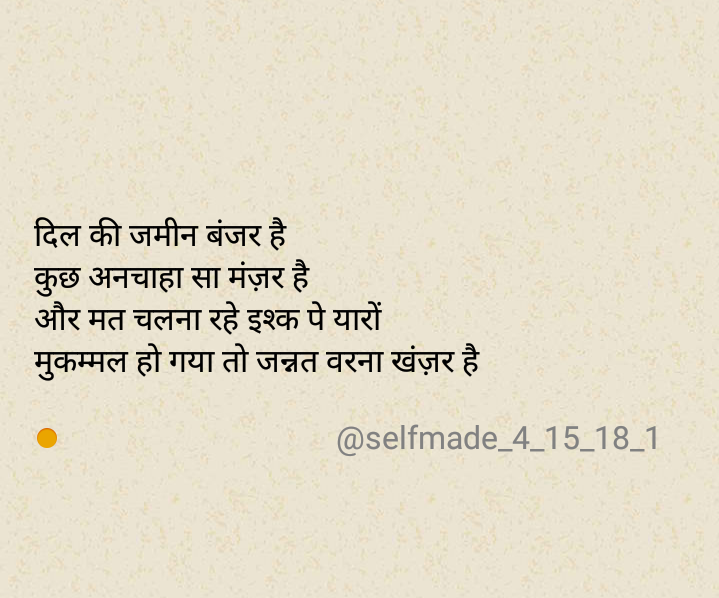 दिल की जमीन बंजर है
कुछ अनचाहा सा मंज़र है
और मत चलना रहे इश्क पे यारों
मुकम्मल हो गया तो जन्नत वरना खंज़र है
@selfmade_4_15_18_1